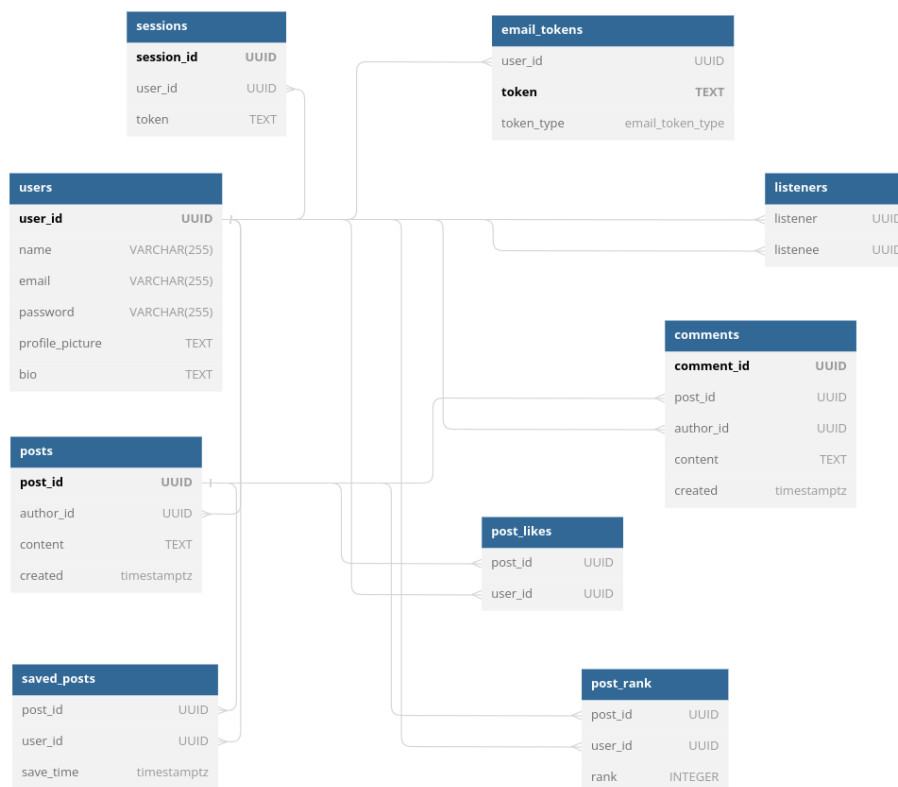 sessions
session_id UUID
user_id UUID
token TEXT
email_tokens
user_id UUID
token TEXT
token_type email_token_type
users
user_id UUID
name VARCHAR(255)
email VARCHAR(255)
password VARCHAR(255)
profile_picture TEXT
bio TEXT
listeners
listener
listenee
comments
comment_id UUID
post_id UUID
author_id UUID
content TEXT
created timestamptz
posts
post_id UUID
author_id UUID
content TEXT
created timestamptz
post_likes
post_id UUID
user_id UUID
saved_posts
post_id UUID
user_id UUID
save_time timestamptz
post_rank
post_id UUID
user_id UUID
rank INTEGER